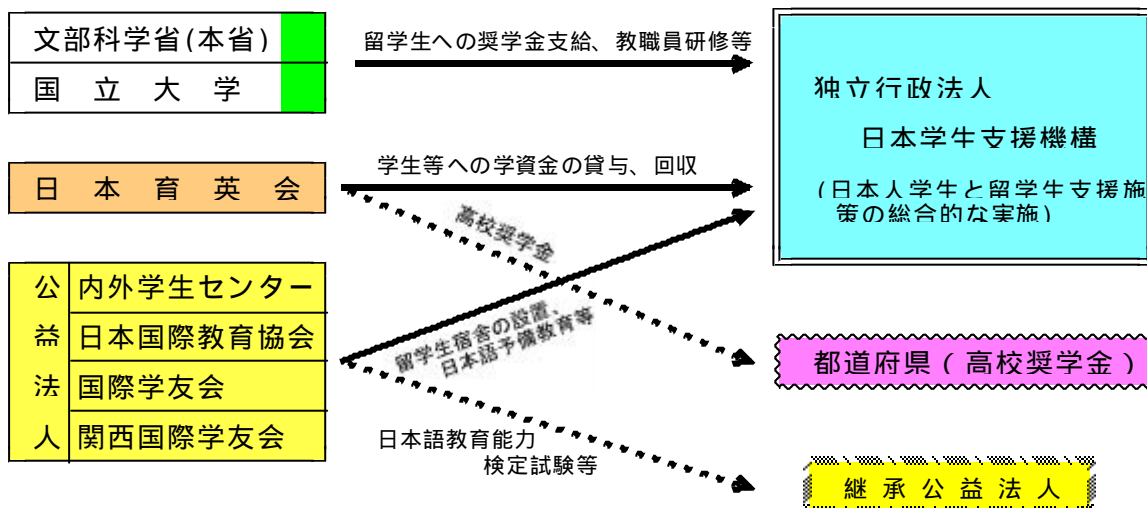 文部科学省(本省)
国立大学
日本育英会
公益法人
内外学生センター
日本国際教育協会
国際学友会
関西国際学友会
留学生への奨学金支給、教職員研修等
学生等への学資金の貸与、回収
高校奨学金
留学生宿舎の設置、
日本語予備教育等
日本語教育能力
検定試験等
独立行政法人
日本学生支援機構
(日本人学生と留学生支援施
策の総合的な実施)
都道府県(高校奨学金)
継承公益法人